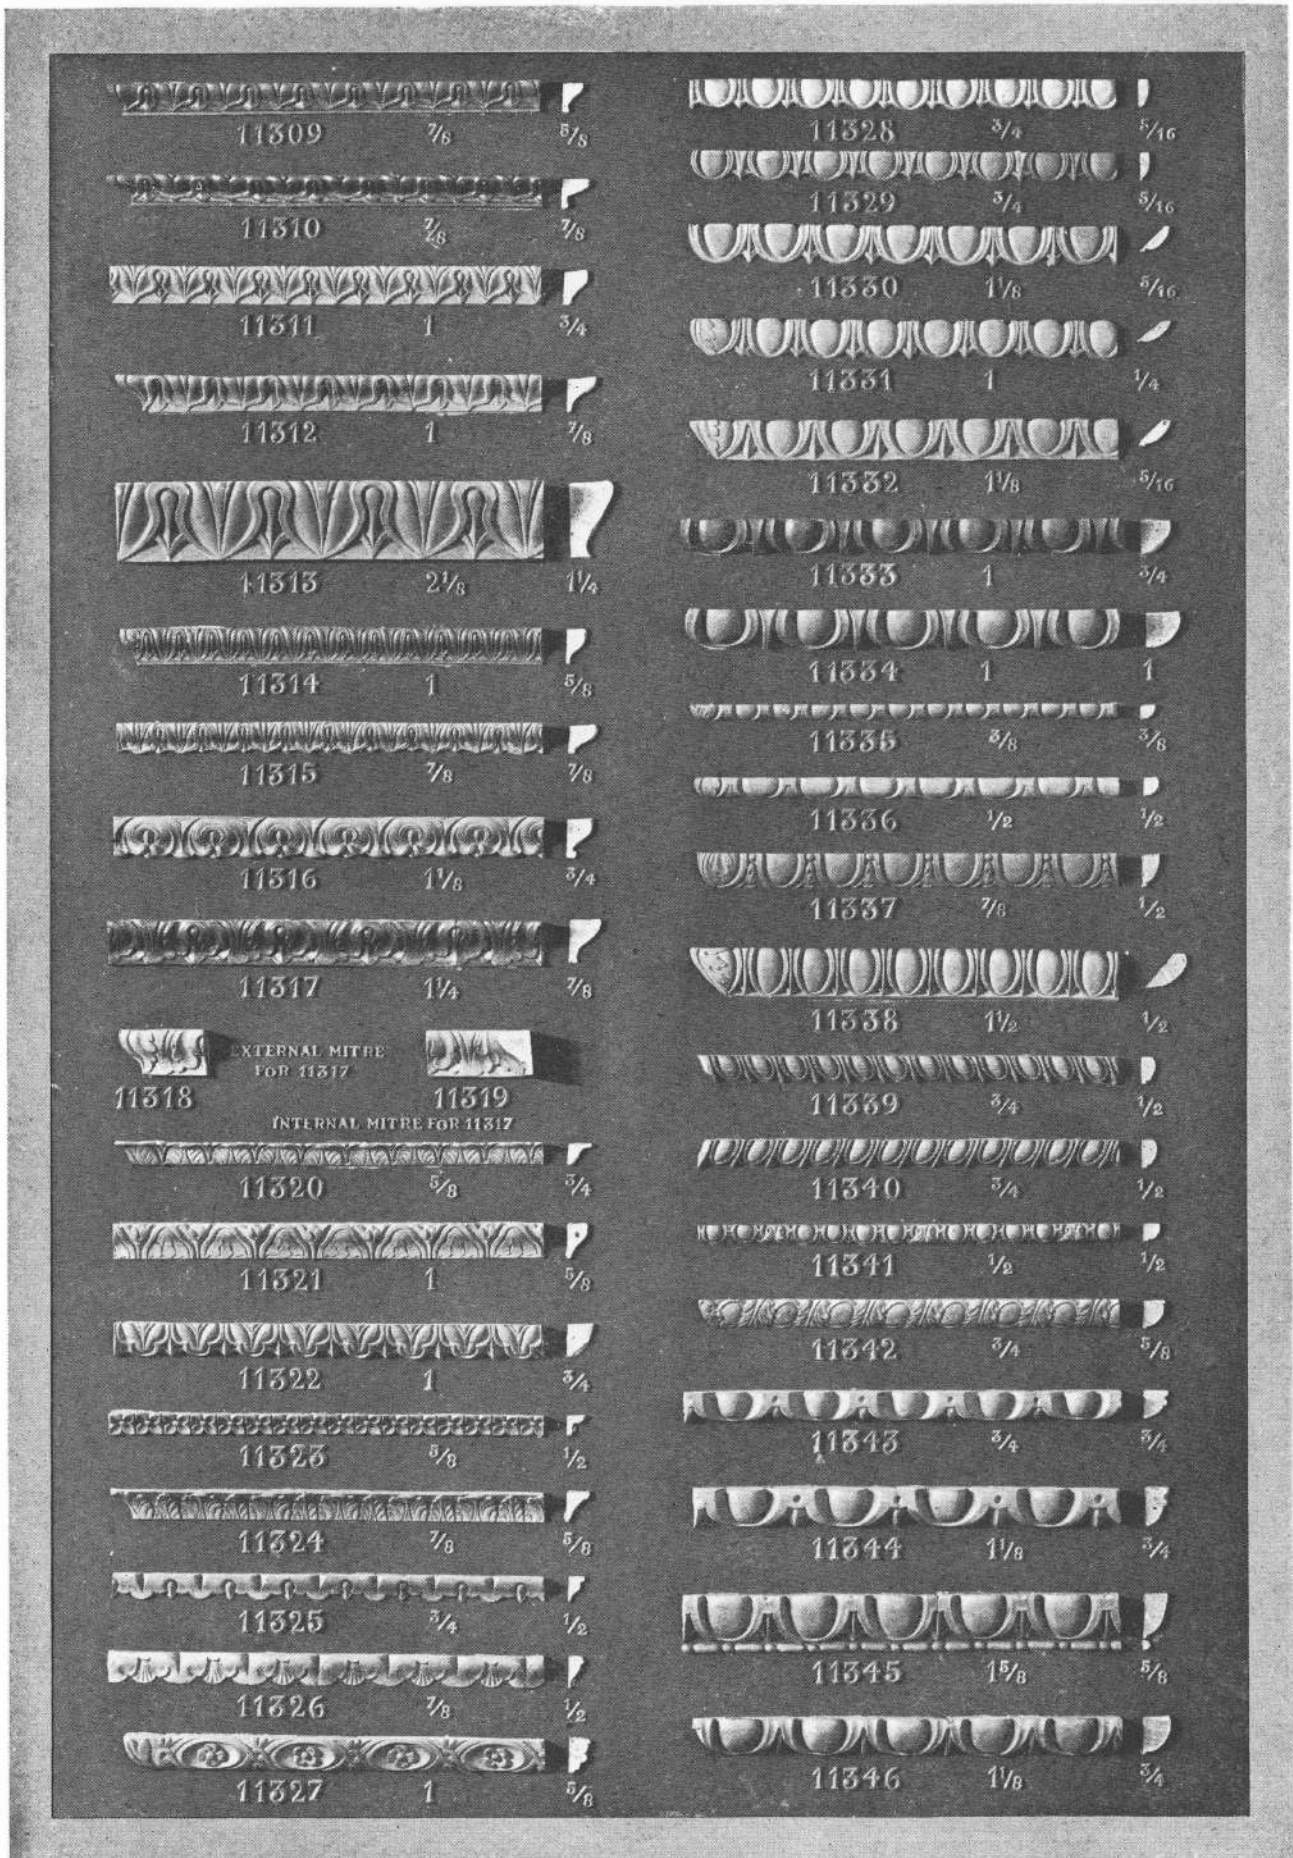 11309 7/8 5/8
11310 7/8 7/8
11311 1 3/4
11312 1 7/8
11313 2 1/8 1 1/4
11314 1 5/8
11315 7/8 7/8
11316 1 1/8 3/4
11317 1 1/4 7/8
EXTERNAL MITRE
FOR 11317
11318 11319
INTERNAL MITRE FOR 11317
11320 5/8 3/4
11321 1 5/8
11322 1 3/4
11323 5/8 1/2
11324 7/8 5/8
11325 3/4 1/2
11326 7/8 1/2
11327 1 5/8
11328 3/4 5/16
11329 3/4 5/16
11330 1 1/8 5/16
11331 1 1/4
11332 1 1/8 5/16
11333 1 3/4
11334 1 1
11335 3/8 3/8
11336 1/2 1/2
11337 7/8 1/2
11338 1 1/2 1/2
11339 3/4 1/2
11340 3/4 1/2
11341 1/2 1/2
11342 3/4 5/8
11343 3/4 3/4
11344 1 1/8 3/4
11345 1 5/8 5/8
11346 1 1/8 3/4